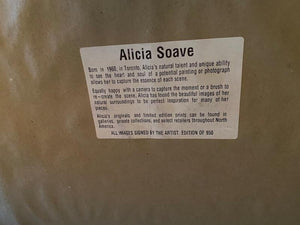 Alicia Soave
Born in 1960, in Toronto, Alicia's natural talent and unique ability
to see the heart and soul of a potential painting or photograph
allows her to capture the essence of each scene.
Equally happy with a camera to capture the moment or a brush to
re-create the scene, Alicia has found the beautiful images of her
natural surroundings to be perfect inspiration for many of her
pieces.
Alicia's originals and limited edition prints, can be found in
galleries, private collections, and select retailers throughout North
America.
ALL IMAGES SIGNED BY THE ARTIST. EDITION OF 950